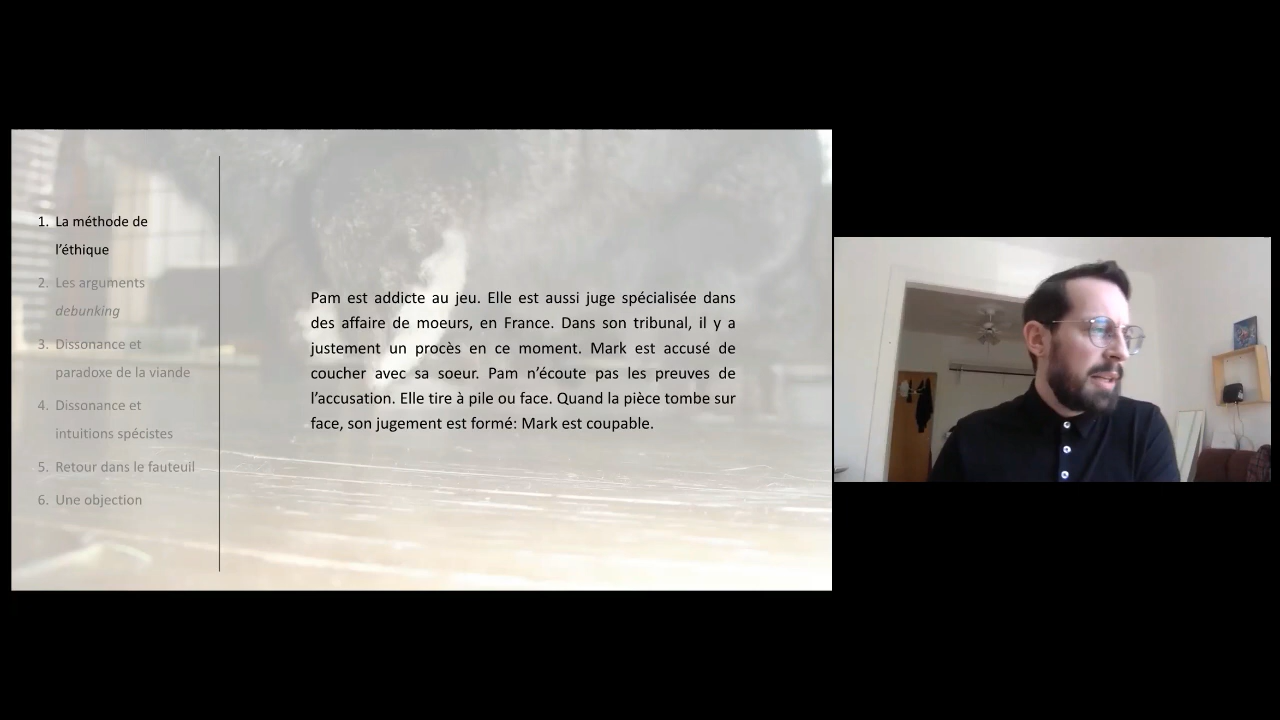 1. La méthode de
l’éthique
2. Les arguments
debunking
3. Dissonance et
paradoxe de la viande
4. Dissonance et
intuitions spécistes
5. Retour dans le fauteuil
6. Une objection
Pam est addicte au jeu. Elle est aussi juge spécialisée dans
des affaire de moeurs, en France. Dans son tribunal, il y a
justement un procès en ce moment. Mark est accusé de
coucher avec sa soeur. Pam n’écoute pas les preuves de
l’accusation. Elle tire à pile ou face. Quand la pièce tombe sur
face, son jugement est formé: Mark est coupable.